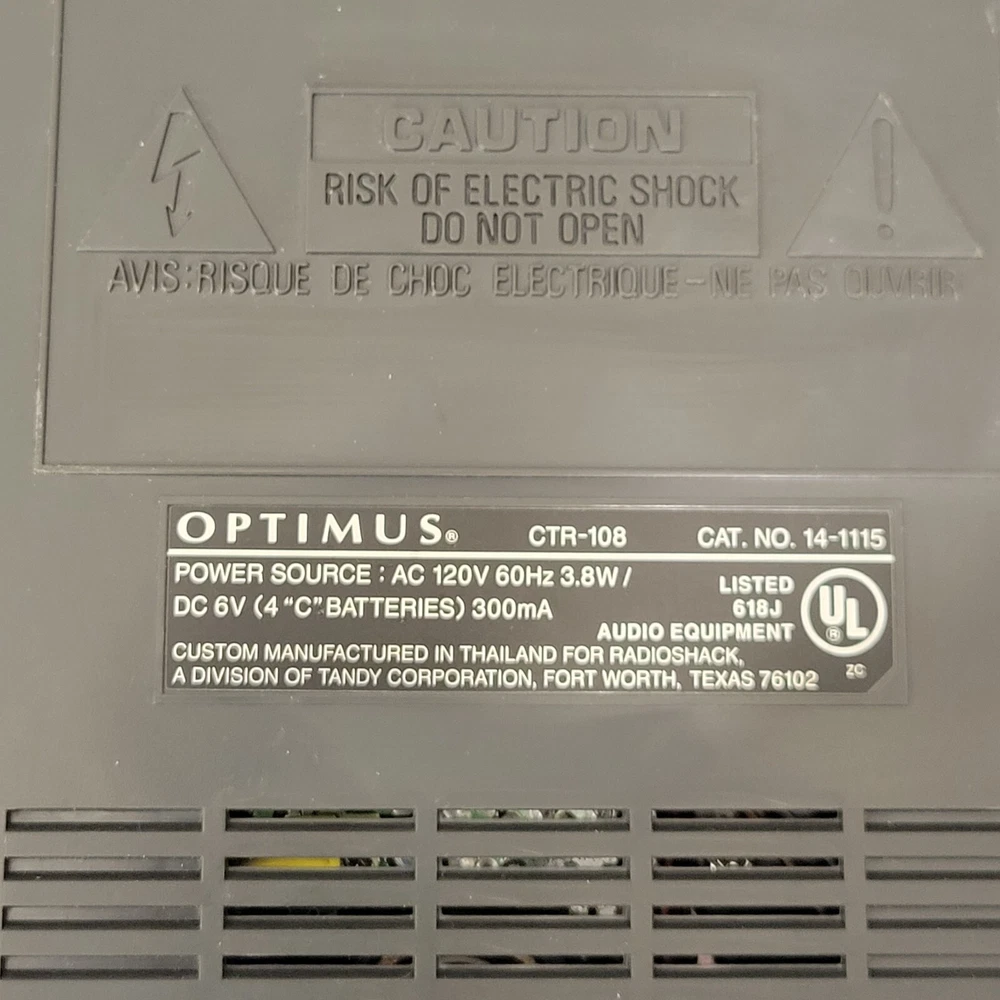 CAUTION
RISK OF ELECTRIC SHOCK
DO NOT OPEN
AVIS:RISQUE DE CHOC ELECTRIQUE-NE PAS OUVRIR
OPTIMUS® CTR-108 CAT. NO. 14-1115
POWER SOURCE : AC 120V 60Hz 3.8W /
DC 6V (4 "C" BATTERIES) 300mA
LISTED
618J
AUDIO EQUIPMENT
UL®
CUSTOM MANUFACTURED IN THAILAND FOR RADIOSHACK,
A DIVISION OF TANDY CORPORATION, FORT WORTH, TEXAS 76102
ZC